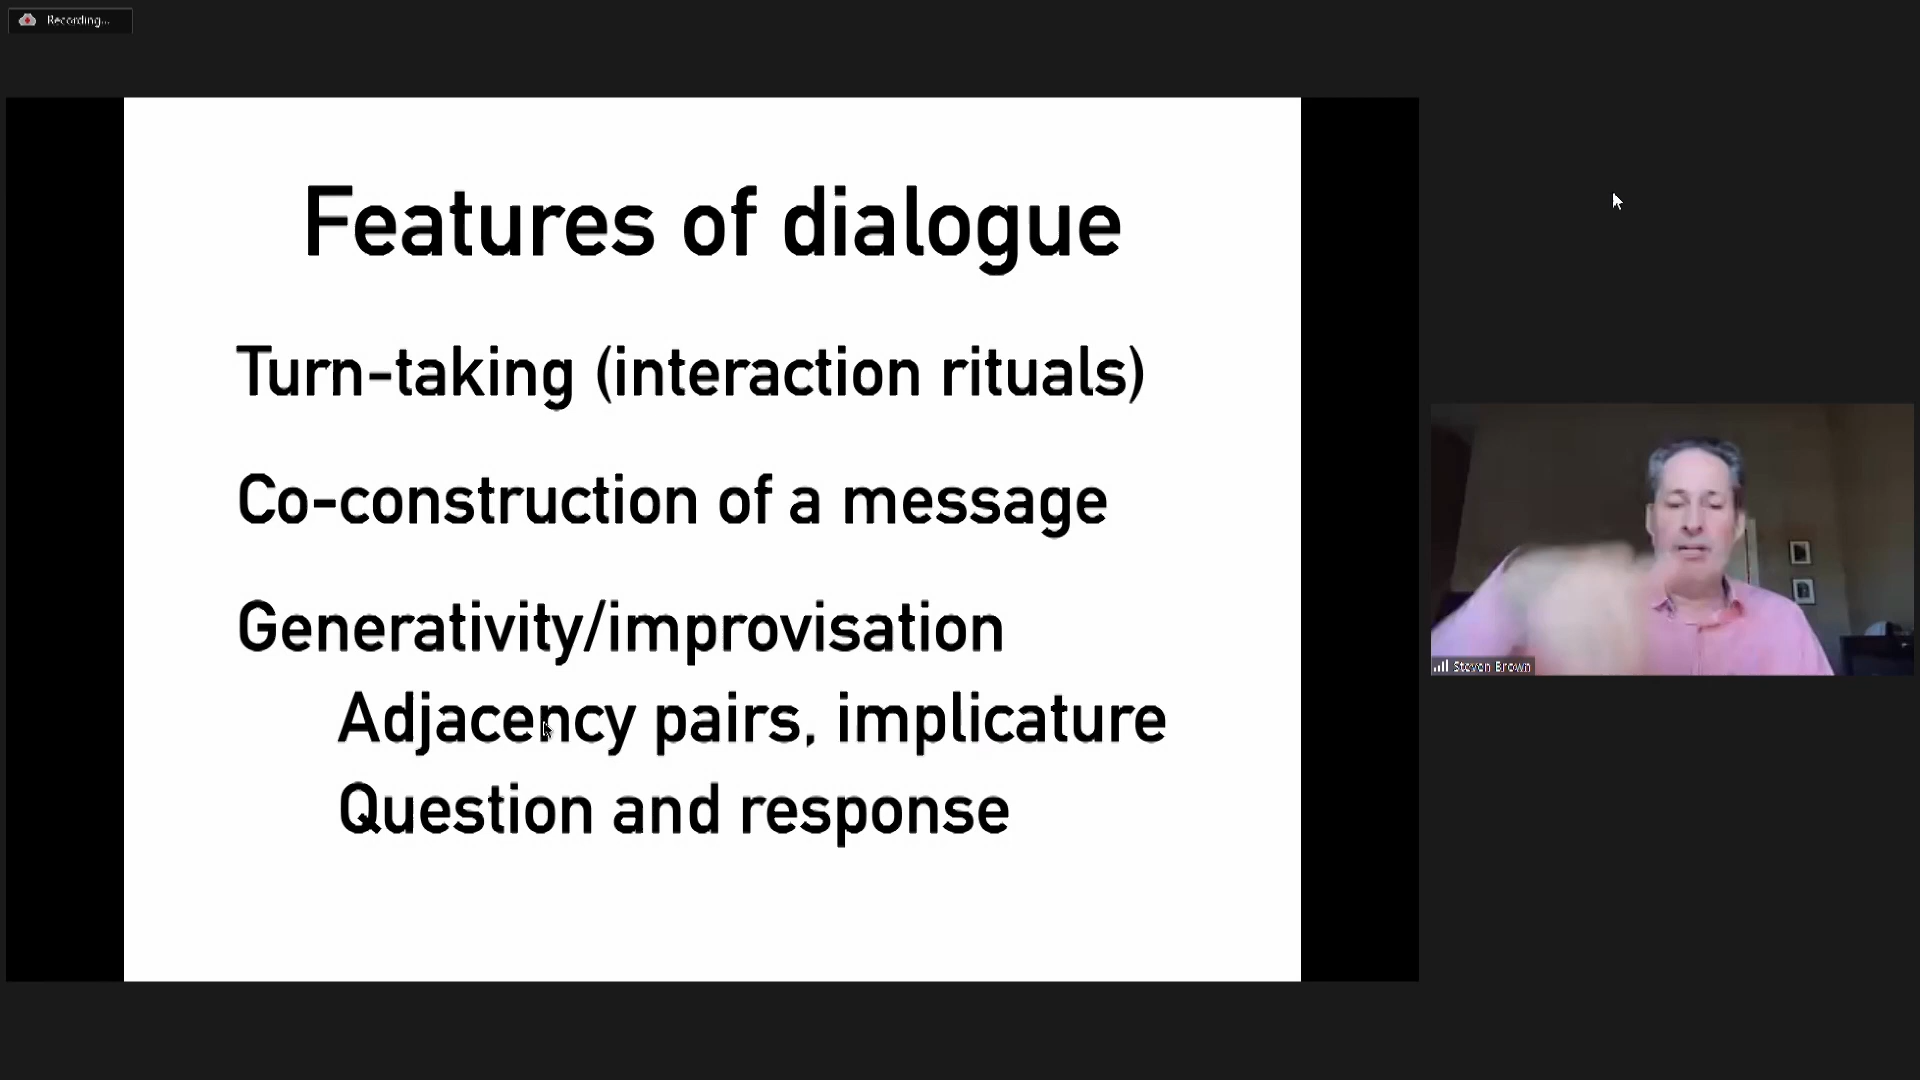 Recording...
Features of dialogue
Turn-taking (interaction rituals)
Co-construction of a message
Generativity/improvisation
Adjacency pairs, implicature
Question and response
Steven Brown